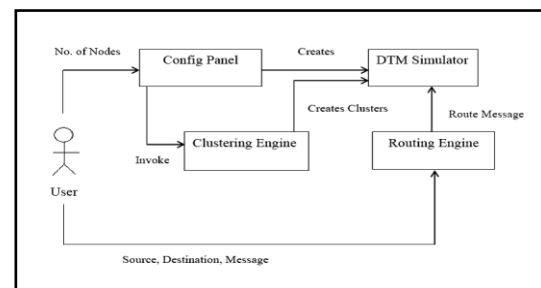 No. of Nodes
Creates
Config Panel
DTM Simulator
Creates Clusters
Route Message
Clustering Engine
Routing Engine
Invoke
User
Source, Destination, Message